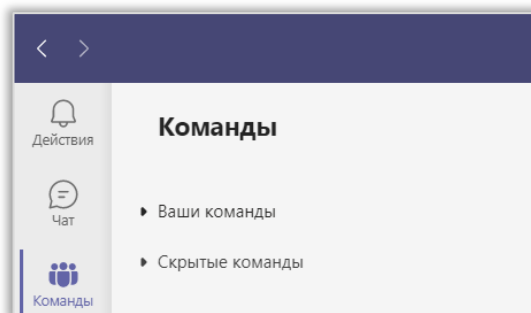 Действия
Чат
Команды
Команды
Ваши команды
Скрытые команды